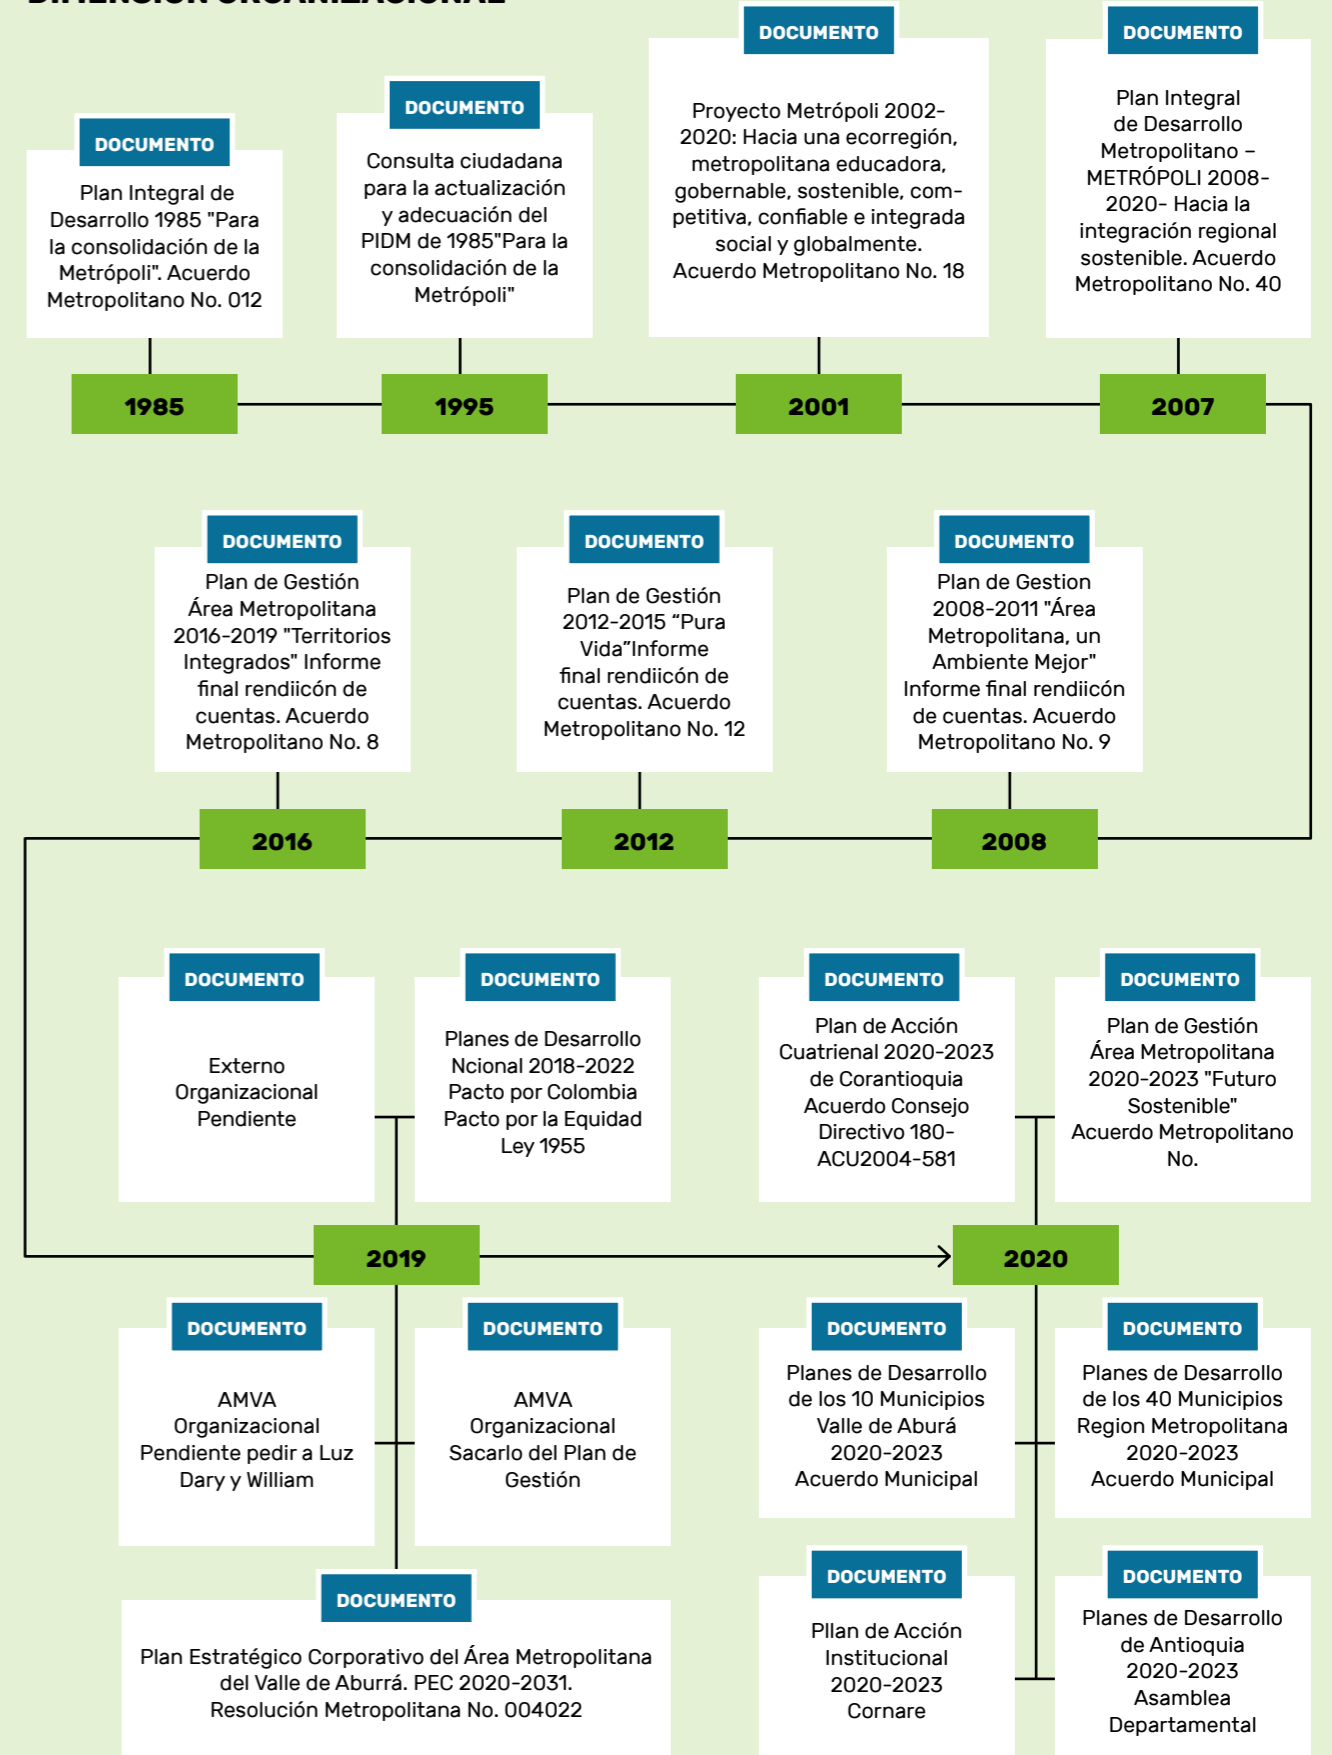 DIMENSIÓN ORGANIZACIONAL
DOCUMENTO
Plan Integral de
Desarrollo 1985 "Para
la consolidación de la
Metrópoli". Acuerdo
Metropolitano No. 012
1985
DOCUMENTO
Consulta ciudadana
para la actualización
y adecuación del
PIDM de 1985"Para la
consolidación de la
Metrópoli"
1995
DOCUMENTO
Proyecto Metrópoli 2002-
2020: Hacia una ecorregión,
metropolitana educadora,
gobernable, sostenible, com-
petitiva, confiable e integrada
social y globalmente.
Acuerdo Metropolitano No. 18
2001
DOCUMENTO
Plan Integral
de Desarrollo
Metropolitano –
METRÓPOLI 2008-
2020- Hacia la
integración regional
sostenible. Acuerdo
Metropolitano No. 40
2007
DOCUMENTO
Plan de Gestión
Área Metropolitana
2016-2019 "Territorios
Integrados" Informe
final rendiicón de
cuentas. Acuerdo
Metropolitano No. 8
2016
DOCUMENTO
Plan de Gestión
2012-2015 “Pura
Vida”Informe
final rendiicón de
cuentas. Acuerdo
Metropolitano No. 12
2012
DOCUMENTO
Plan de Gestion
2008-2011 "Área
Metropolitana, un
Ambiente Mejor"
Informe final rendiicón
de cuentas. Acuerdo
Metropolitano No. 9
2008
DOCUMENTO
Externo
Organizacional
Pendiente
DOCUMENTO
Planes de Desarrollo
Ncional 2018-2022
Pacto por Colombia
Pacto por la Equidad
Ley 1955
2019
DOCUMENTO
AMVA
Organizacional
Pendiente pedir a Luz
Dary y William
DOCUMENTO
AMVA
Organizacional
Sacarlo del Plan de
Gestión
DOCUMENTO
Plan Estratégico Corporativo del Área Metropolitana
del Valle de Aburrá. PEC 2020-2031.
Resolución Metropolitana No. 004022
DOCUMENTO
Plan de Acción
Cuatrienal 2020-2023
de Corantioquia
Acuerdo Consejo
Directivo 180-
ACU2004-581
DOCUMENTO
Plan de Gestión
Área Metropolitana
2020-2023 "Futuro
Sostenible"
Acuerdo Metropolitano
No.
2020
DOCUMENTO
Planes de Desarrollo
de los 10 Municipios
Valle de Aburá
2020-2023
Acuerdo Municipal
DOCUMENTO
Planes de Desarrollo
de los 40 Municipios
Region Metropolitana
2020-2023
Acuerdo Municipal
DOCUMENTO
Pllan de Acción
Institucional
2020-2023
Cornare
DOCUMENTO
Planes de Desarrollo
de Antioquia
2020-2023
Asamblea
Departamental